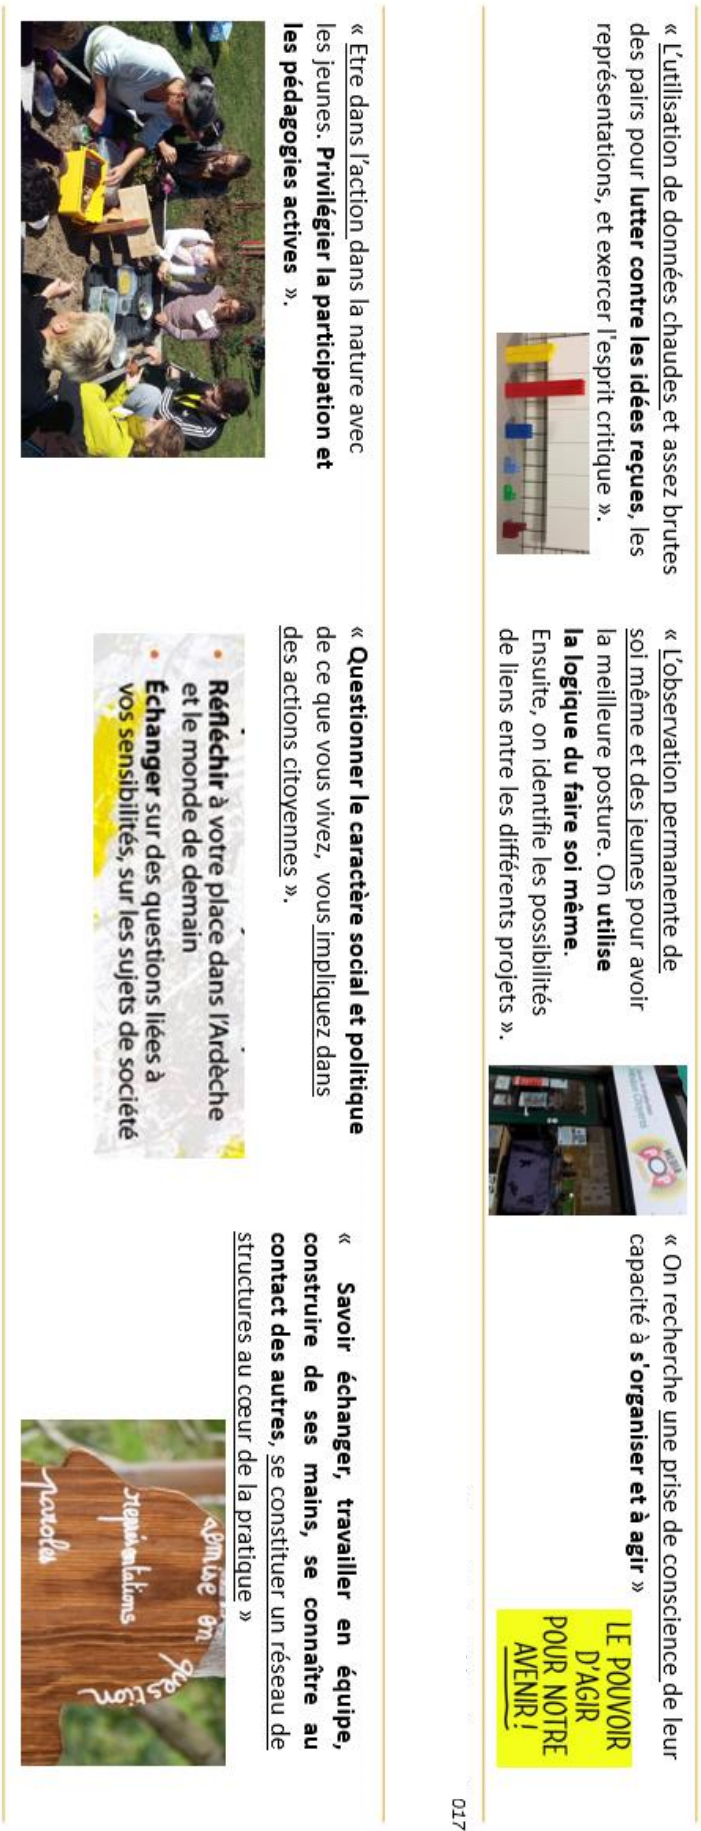 « L'utilisation de données chaudes et assez brutes
des pairs pour lutter contre les idées reçues, les
représentations, et exercer l'esprit critique ».
« L'observation permanente de
soi même et des jeunes pour avoir
la meilleure posture. On utilise
la logique du faire soi même.
Ensuite, on identifie les possibilités
de liens entre les différents projets ».
MEDIA
POP
« On recherche une prise de conscience de leur
capacité à s'organiser et à agir »
LE POUVOIR
D'AGIR
POUR NOTRE
AVENIR !
017
« Etre dans l'action dans la nature avec
les jeunes. Privilégier la participation et
les pédagogies actives ».
« Questionner le caractère social et politique
de ce que vous vivez, vous impliquez dans
des actions citoyennes ».
• Réfléchir à votre place dans l'Ardèche
et le monde de demain
• Échanger sur des questions liées à
vos sensibilités, sur les sujets de société
« Savoir échanger, travailler en équipe,
construire de ses mains, se connaître au
contact des autres, se constituer un réseau de
structures au cœur de la pratique »
remise en question
représentations
paroles